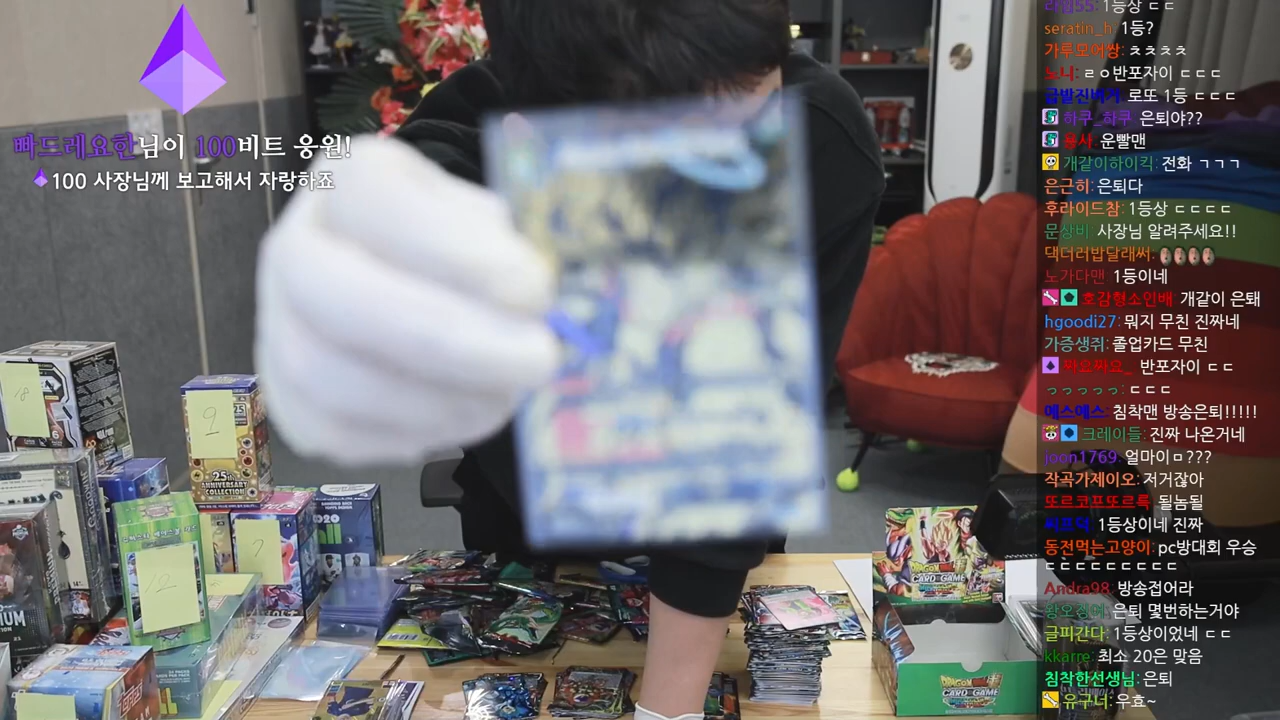 빠드레요한님이 100비트 응원!
100 사장님께 보고해서 자랑하죠
1등상 ㄷㄷ
seratin_h: 1등?
가루모어쌍: ㅊㅊㅊㅊ
노니: ㄹㅇ반포자이 ㄷㄷㄷ
금발진버거: 로또 1등 ㄷㄷㄷ
하쿠_하쿠: 은퇴야??
용사: 운빨맨
개같이하이킥: 전화 ㄱㄱㄱ
은근히: 은퇴다
후라이드참: 1등상 ㄷㄷㄷㄷ
문상비: 사장님 알려주세요!!
댁더러밥달래써:
노가다맨: 1등이네
호감형소인배: 개같이 은퇴
hgoodi27: 뭐지 무친 진짜네
가증생쥐: 졸업카드 무친
짜요짜요_: 반포자이 ㄷㄷ
ㅋㅋㅋㅋㅋ: ㄷㄷㄷ
에스에스: 침착맨 방송은퇴!!!!!
크레이들: 진짜 나온거네
joon1769: 얼마이ㅁ???
작곡가제이오: 저거잖아
또르코프또르륵: 될놈될
1등상이네 진짜
동전먹는고양이: pc방대회 우승
ㄷㄷㄷㄷㄷㄷㄷㄷㄷ
Andra98: 방송접어라
왕오징어: 은퇴 몇번하는거야
글피간다: 1등상이었네 ㄷㄷ
kkarre: 최소 20은 맞음
침착한선생님: 은퇴
유구너: 우효~
18
9
25th
ANNIVERSARY
COLLECTION
7
12
DRAGONBALL
CARD GAME
DRAGONBALL
CARD GAME